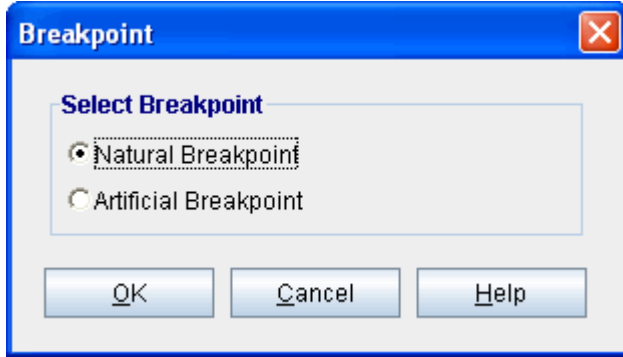 Breakpoint
Select Breakpoint
Natural Breakpoint
Artificial Breakpoint
OK Cancel Help